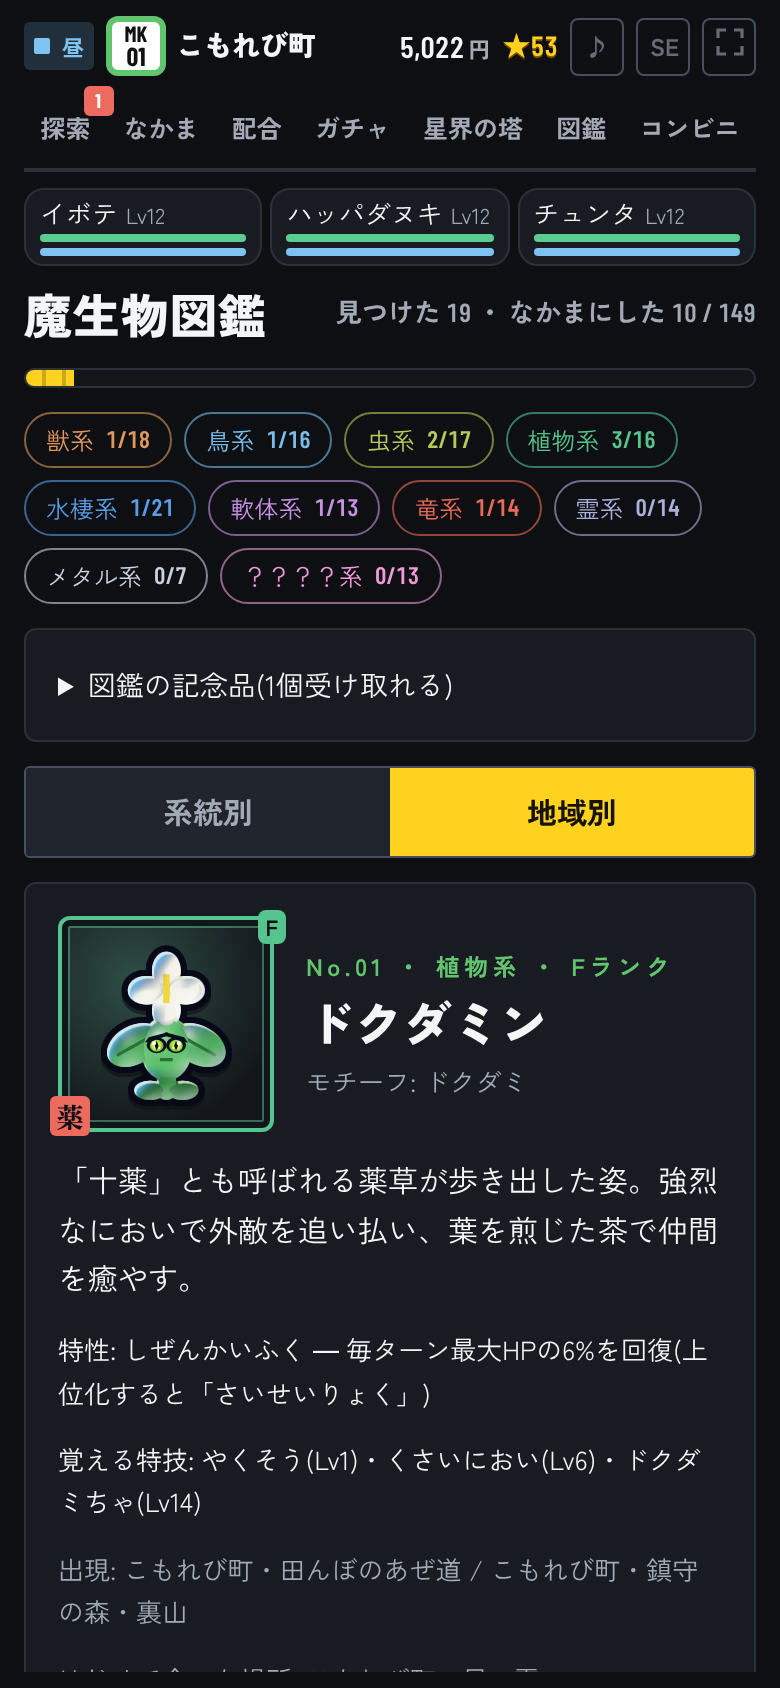 昼 MK 01 こもれび町 5,022円 ★53 ♪ SE
1
探索 なかま 配合 ガチャ 星界の塔 図鑑 コンビニ
イボテ Lv12 ハッパダヌキ Lv12 チュンタ Lv12
魔生物図鑑 見つけた 19 ・ なかまにした 10 / 149
獣系 1/18 鳥系 1/16 虫系 2/17 植物系 3/16
水棲系 1/21 軟体系 1/13 竜系 1/14 霊系 0/14
メタル系 0/7 ？？？？系 0/13
▶ 図鑑の記念品(1個受け取れる)
系統別 地域別
F
No.01 ・ 植物系 ・ Fランク
ドクダミン
モチーフ: ドクダミ
薬
「十薬」とも呼ばれる薬草が歩き出した姿。強烈
なにおいで外敵を追い払い、葉を煎じた茶で仲間
を癒やす。
特性: しぜんかいふく — 毎ターン最大HPの6%を回復(上
位化すると「さいせいりょく」)
覚える特技: やくそう(Lv1)・くさいにおい(Lv6)・ドクダ
ミちゃ(Lv14)
出現: こもれび町・田んぼのあぜ道 / こもれび町・鎮守
の森・裏山